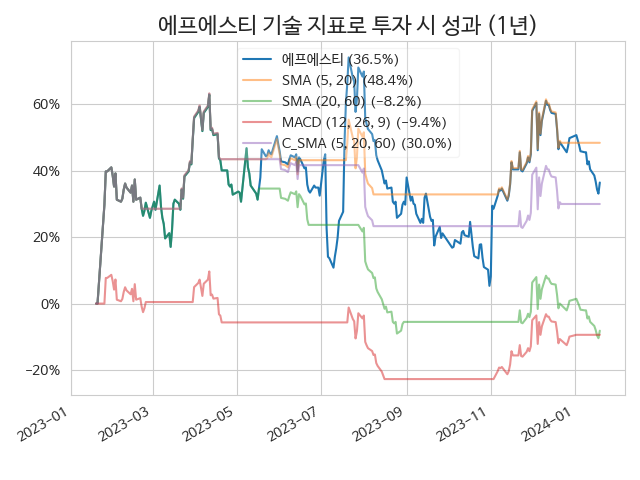 에프에스티 기술 지표로 투자 시 성과 (1년)
에프에스티 (36.5%)
SMA (5, 20) (48.4%)
SMA (20, 60) (−8.2%)
MACD (12, 26, 9) (−9.4%)
C_SMA (5, 20, 60) (30.0%)
60%
40%
20%
0%
−20%
2023−01
2023−03
2023−05
2023−07
2023−09
2023−11
2024−01